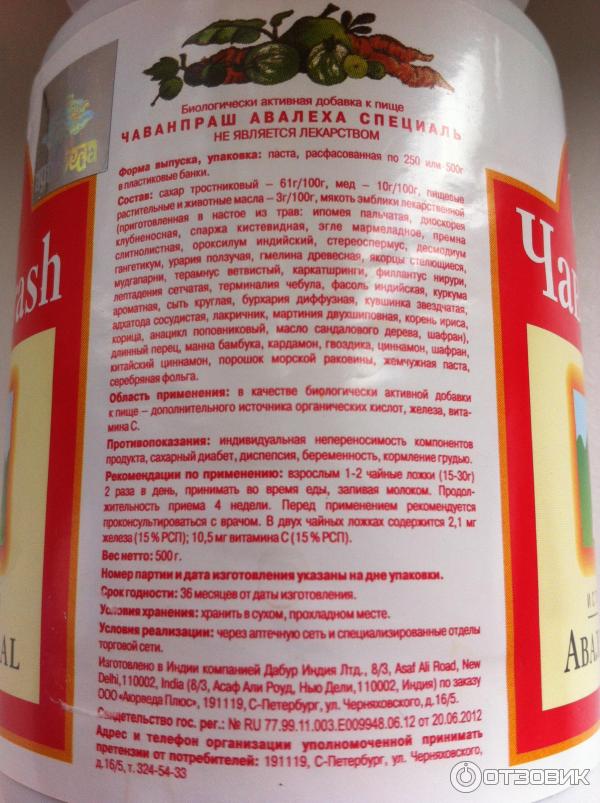 Биологически активная добавка к пище
ЧАВАНПРАШ АВАЛЕХА СПЕЦИАЛЬ
НЕ ЯВЛЯЕТСЯ ЛЕКАРСТВОМ
Форма выпуска, упаковка: паста, расфасованная по 250 или 500г
в пластиковые банки.
Состав: сахар тростниковый – 61г/100г, мед – 10г/100г, пищевые
растительные и животные масла – 3г/100г, мякоть эмблики лекарственной
(приготовленная в настое из трав: ипомея пальчатая, диоскорея
клубненосная, спаржа кистевидная, эгле мармеладное, премна
слитнолистная, ороксилум индийский, стереоспермус, десмодиум
гангетикум, урария ползучая, гмелина древесная, якорцы стелющиеся,
мудгапарни, терамнус ветвистый, каркатшринги, филлантус нирури,
лептадения сетчатая, терминалия чебула, фасоль индийская, куркума
ароматная, сыть круглая, бурхария диффузная, кувшинка звездчатая,
адхатода сосудистая, лакричник, мартиния двухшиповная, корень ириса,
корица, анацикл поповниковый, масло сандалового дерева, шафран),
длинный перец, манна бамбука, кардамон, гвоздика, циннамон, шафран,
китайский циннамон, порошок морской раковины, жемчужная паста,
серебряная фольга.
Область применения: в качестве биологически активной добавки
к пище – дополнительного источника органических кислот, железа, вита-
мина С.
Противопоказания: индивидуальная непереносимость компонентов
продукта, сахарный диабет, диспепсия, беременность, кормление грудью.
Рекомендации по применению: взрослым 1-2 чайные ложки (15-30г)
2 раза в день, принимать во время еды, запивая молоком. Продол-
жительность приема 4 недели. Перед применением рекомендуется
проконсультироваться с врачом. В двух чайных ложках содержится 2,1 мг
железа (15 % РСП); 10,5 мг витамина С (15 % РСП).
Вес нетто: 500 г.
Номер партии и дата изготовления указаны на дне упаковки.
Срок годности: 36 месяцев от даты изготовления.
Условия хранения: хранить в сухом, прохладном месте.
Условия реализации: через аптечную сеть и специализированные отделы
торговой сети.
Изготовлено в Индии компанией Дабур Индия Лтд., 8/3, Asaf Ali Road, New
Delhi, 110002, India (8/3, Асаф Али Роуд, Нью Дели, 110002, Индия) по заказу
ООО «Аюрведа Плюс», 191119, С-Петербург, ул. Черняховского, д.16/5.
Свидетельство гос. рег.: № RU 77.99.11.003.Е009948.06.12 от 20.06.2012
Адрес и телефон организации уполномоченной принимать
претензии от потребителей: 191119, С-Петербург, ул. Черняховского,
д.16/5, т. 324-54-33
ash
AL
Ча
ИС
АВА
ОТЗОВИК